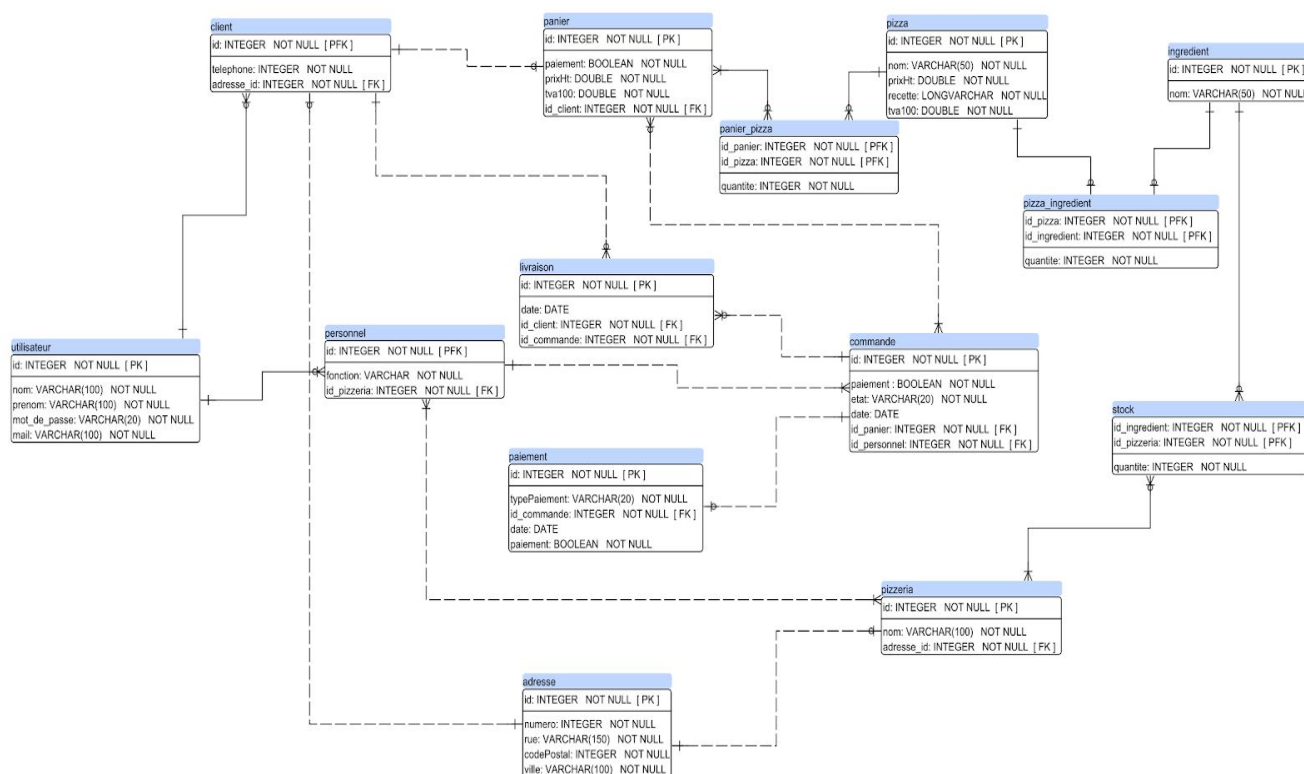 client
id: INTEGER NOT NULL [ PFK ]
telephone: INTEGER NOT NULL
adresse_id: INTEGER NOT NULL [ FK ]
panier
id: INTEGER NOT NULL [ PK ]
paiement: BOOLEAN NOT NULL
prixHt: DOUBLE NOT NULL
tva100: DOUBLE NOT NULL
id_client: INTEGER NOT NULL [ FK ]
pizza
id: INTEGER NOT NULL [ PK ]
nom: VARCHAR(50) NOT NULL
prixHt: DOUBLE NOT NULL
recette: LONGVARCHAR NOT NULL
tva100: DOUBLE NOT NULL
ingredient
id: INTEGER NOT NULL [ PK ]
nom: VARCHAR(50) NOT NULL
panier_pizza
id_panier: INTEGER NOT NULL [ PFK ]
id_pizza: INTEGER NOT NULL [ PFK ]
quantite: INTEGER NOT NULL
pizza_ingredient
id_pizza: INTEGER NOT NULL [ PFK ]
id_ingredient: INTEGER NOT NULL [ PFK ]
quantite: INTEGER NOT NULL
livraison
id: INTEGER NOT NULL [ PK ]
date: DATE
id_client: INTEGER NOT NULL [ FK ]
id_commande: INTEGER NOT NULL [ FK ]
utilisateur
id: INTEGER NOT NULL [ PK ]
nom: VARCHAR(100) NOT NULL
prenom: VARCHAR(100) NOT NULL
mot_de_passe: VARCHAR(20) NOT NULL
mail: VARCHAR(100) NOT NULL
personnel
id: INTEGER NOT NULL [ PFK ]
fonction: VARCHAR NOT NULL
id_pizzeria: INTEGER NOT NULL [ FK ]
commande
id: INTEGER NOT NULL [ PK ]
paiement : BOOLEAN NOT NULL
etat: VARCHAR(20) NOT NULL
date: DATE
id_panier: INTEGER NOT NULL [ FK ]
id_personnel: INTEGER NOT NULL [ FK ]
stock
id_ingredient: INTEGER NOT NULL [ PFK ]
id_pizzeria: INTEGER NOT NULL [ PFK ]
quantite: INTEGER NOT NULL
paiement
id: INTEGER NOT NULL [ PK ]
typePaiement: VARCHAR(20) NOT NULL
id_commande: INTEGER NOT NULL [ FK ]
date: DATE
paiement: BOOLEAN NOT NULL
pizzeria
id: INTEGER NOT NULL [ PK ]
nom: VARCHAR(100) NOT NULL
adresse_id: INTEGER NOT NULL [ FK ]
adresse
id: INTEGER NOT NULL [ PK ]
numero: INTEGER NOT NULL
rue: VARCHAR(150) NOT NULL
codePostal: INTEGER NOT NULL
ville: VARCHAR(100) NOT NULL